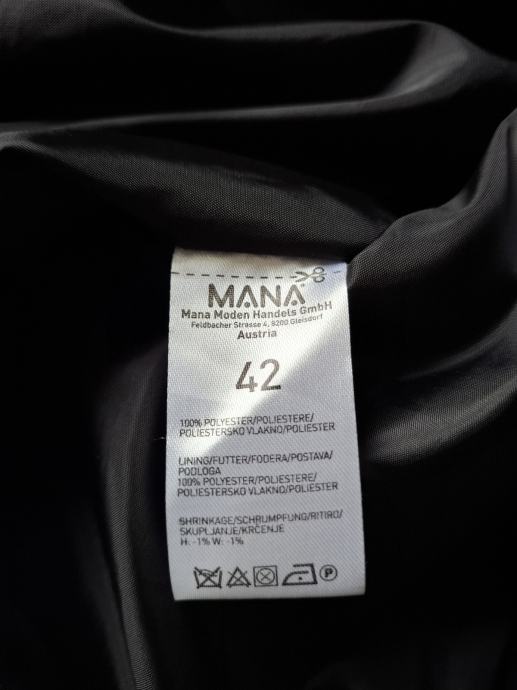 MANA®
Mana Moden Handels GmbH
Feldbacher Strasse 4, 8200 Gleisdorf
Austria
42
100% POLYESTER/POLIESTERE/
POLIESTERSKO VLAKNO/POLIESTER
LINING/FUTTER/FODERA/POSTAVA/
PODLOGA
100% POLYESTER/POLIESTERE/
POLIESTERSKO VLAKNO/POLIESTER
SHRINKAGE/SCHRUMPFUNG/RITIRO/
SKUPLJANJE/KRČENJE
H: -1% W: -1%
P